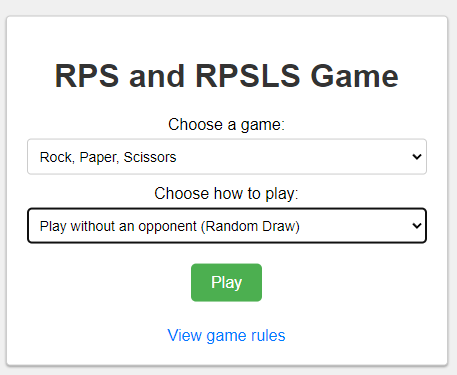 RPS and RPSLS Game
Choose a game:
Rock, Paper, Scissors
Choose how to play:
Play without an opponent (Random Draw)
Play
View game rules